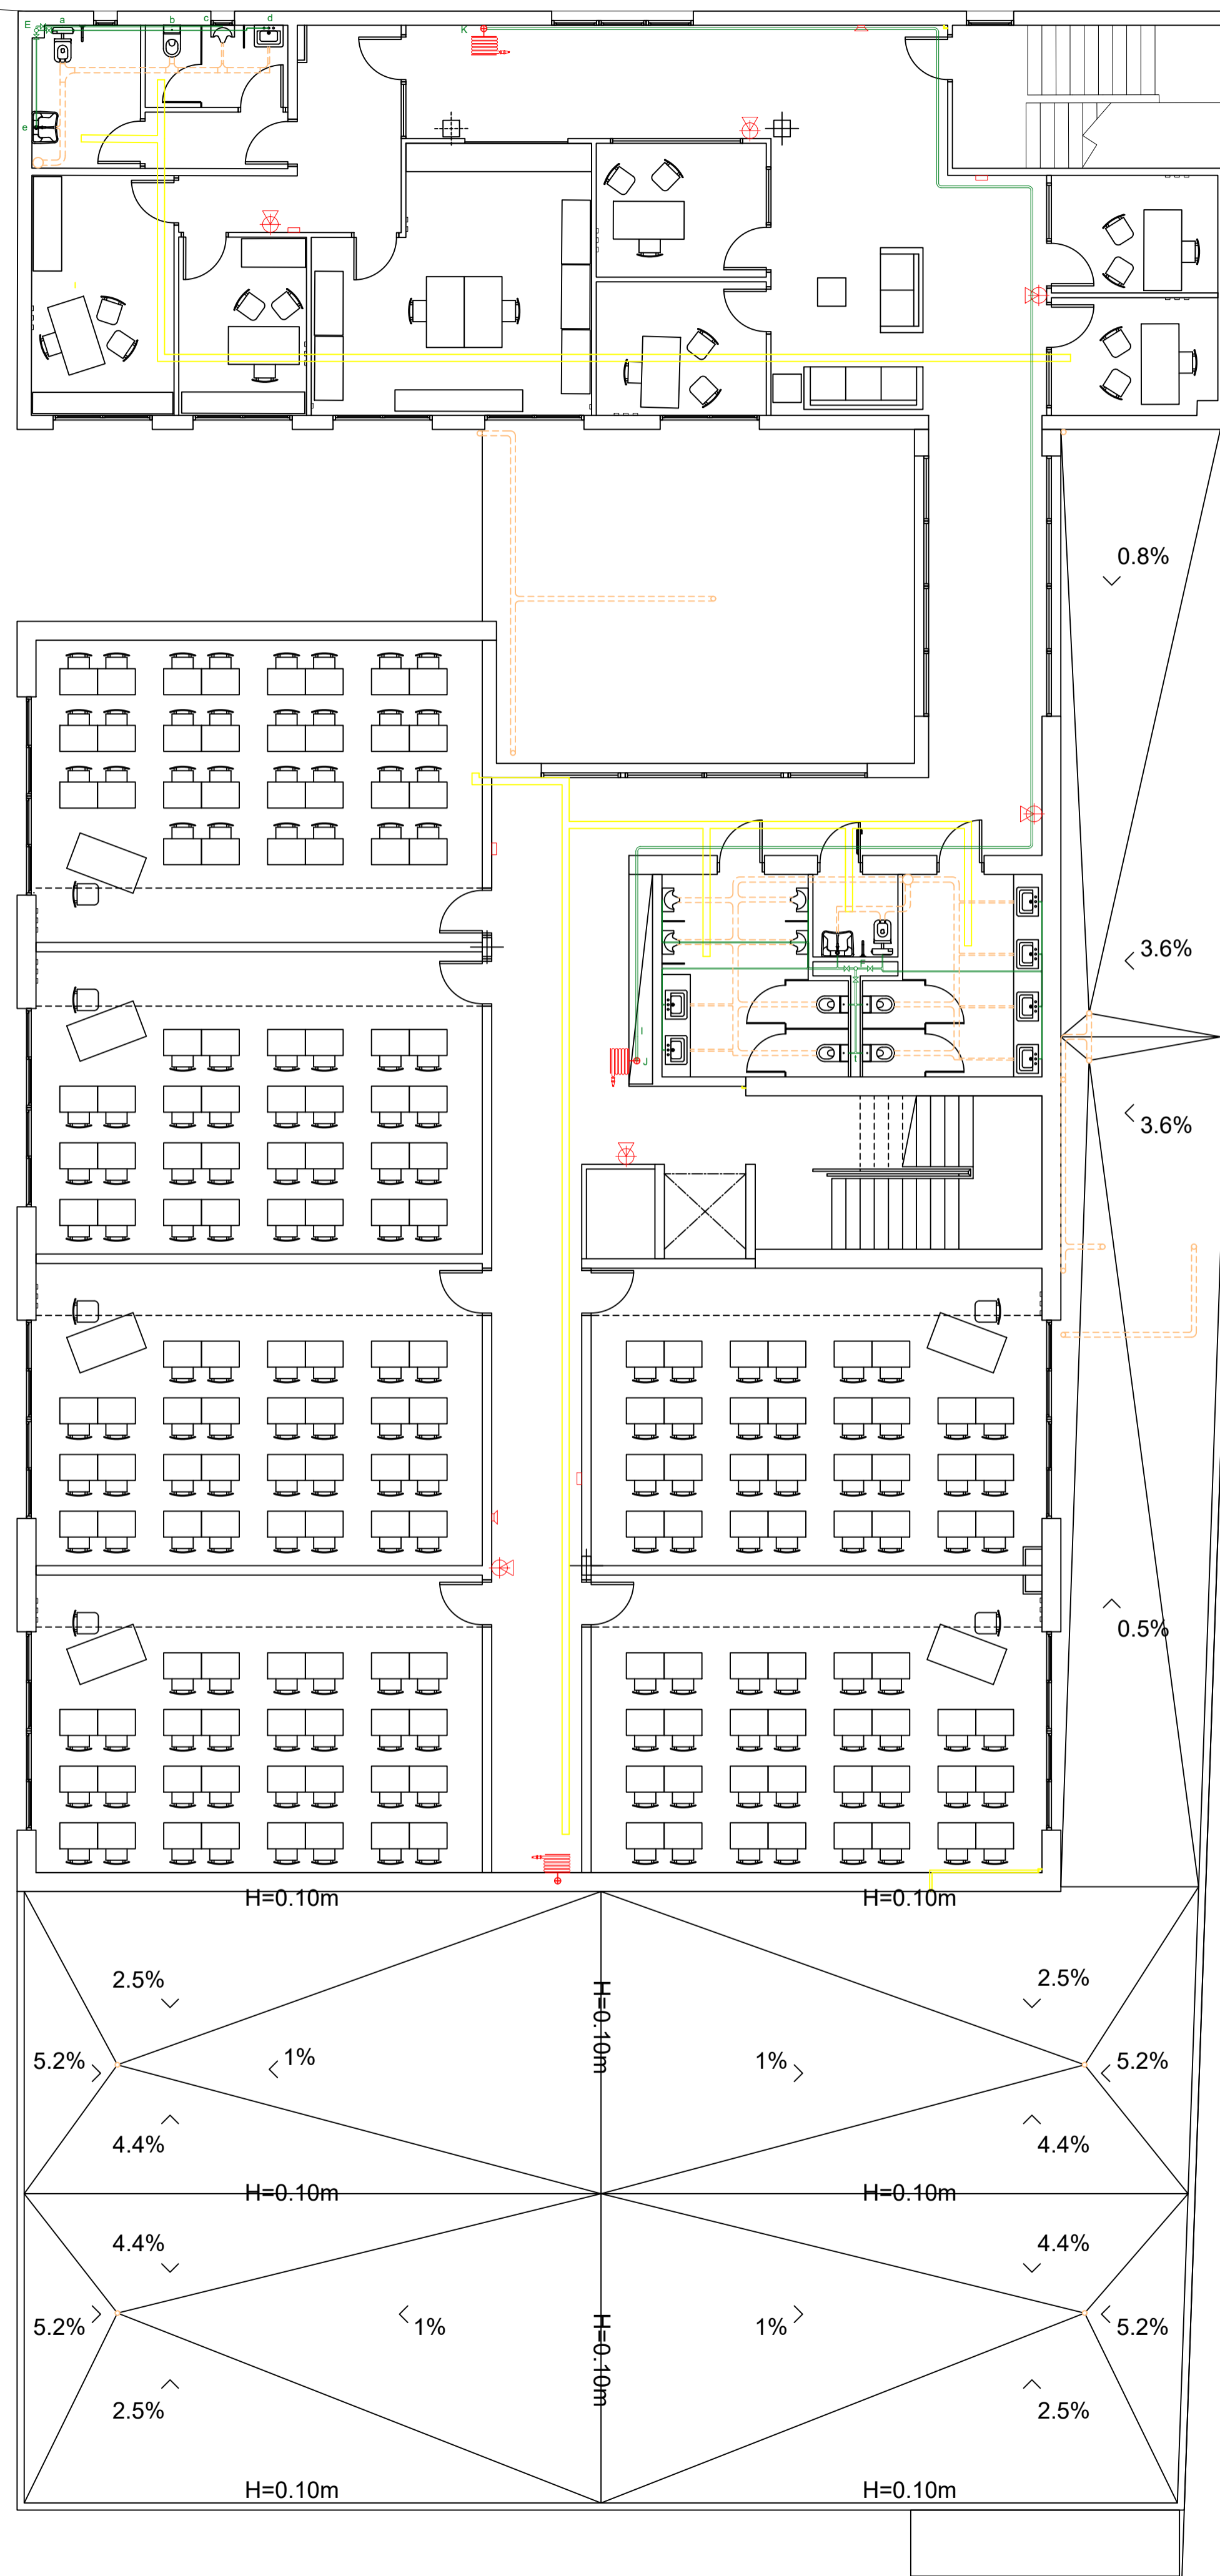 a
b
c
d
E
K
e
i
0.8%
3.6%
F
I
J
t
3.6%
0.5%
H=0.10m
H=0.10m
2.5%
2.5%
H=0.10m
5.2%
1%
1%
5.2%
4.4%
4.4%
H=0.10m
H=0.10m
4.4%
4.4%
5.2%
1%
H=0.10m
1%
5.2%
2.5%
2.5%
H=0.10m
H=0.10m